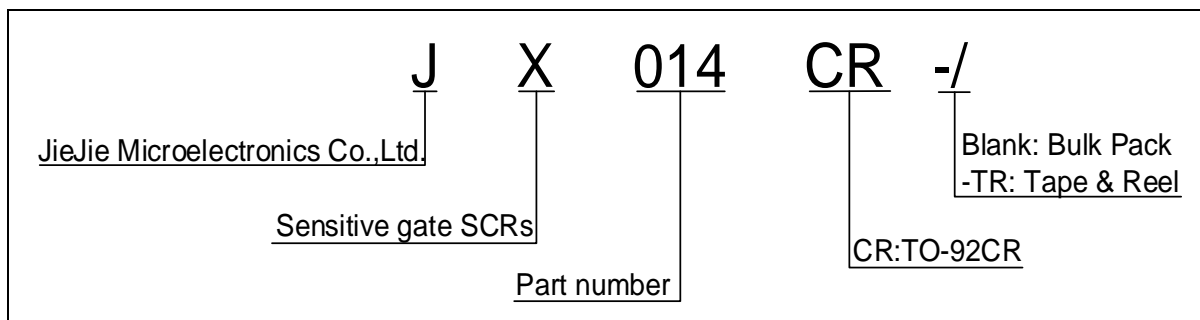 J X 014 CR -/
JieJie Microelectronics Co.,Ltd.
Blank: Bulk Pack
-TR: Tape & Reel
Sensitive gate SCRs
CR:TO-92CR
Part number